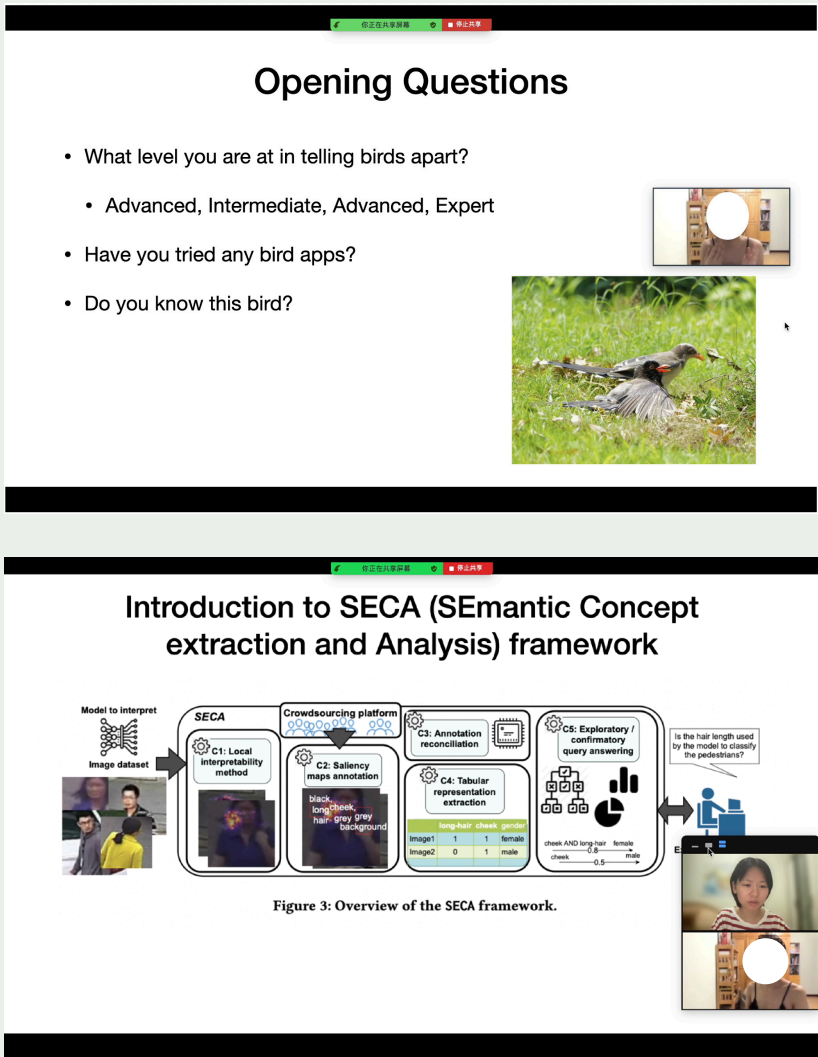 你正在共享屏幕 停止共享
Opening Questions
• What level you are at in telling birds apart?
• Advanced, Intermediate, Advanced, Expert
• Have you tried any bird apps?
• Do you know this bird?
你正在共享屏幕 停止共享
Introduction to SECA (SEmantic Concept
extraction and Analysis) framework
Model to interpret
Image dataset
SECA
C1: Local
interpretability
method
Crowdsourcing platform
C2: Saliency
maps annotation
black,
long cheek,
hair grey grey
background
C3: Annotation
reconciliation
C4: Tabular
representation
extraction
long-hair cheek gender
Image1 1 1 female
Image2 0 1 male
C5: Exploratory /
confirmatory
query answering
cheek AND long-hair female
0.8
cheek male
0.5
Is the hair length used
by the model to classify
the pedestrians?
Figure 3: Overview of the SECA framework.